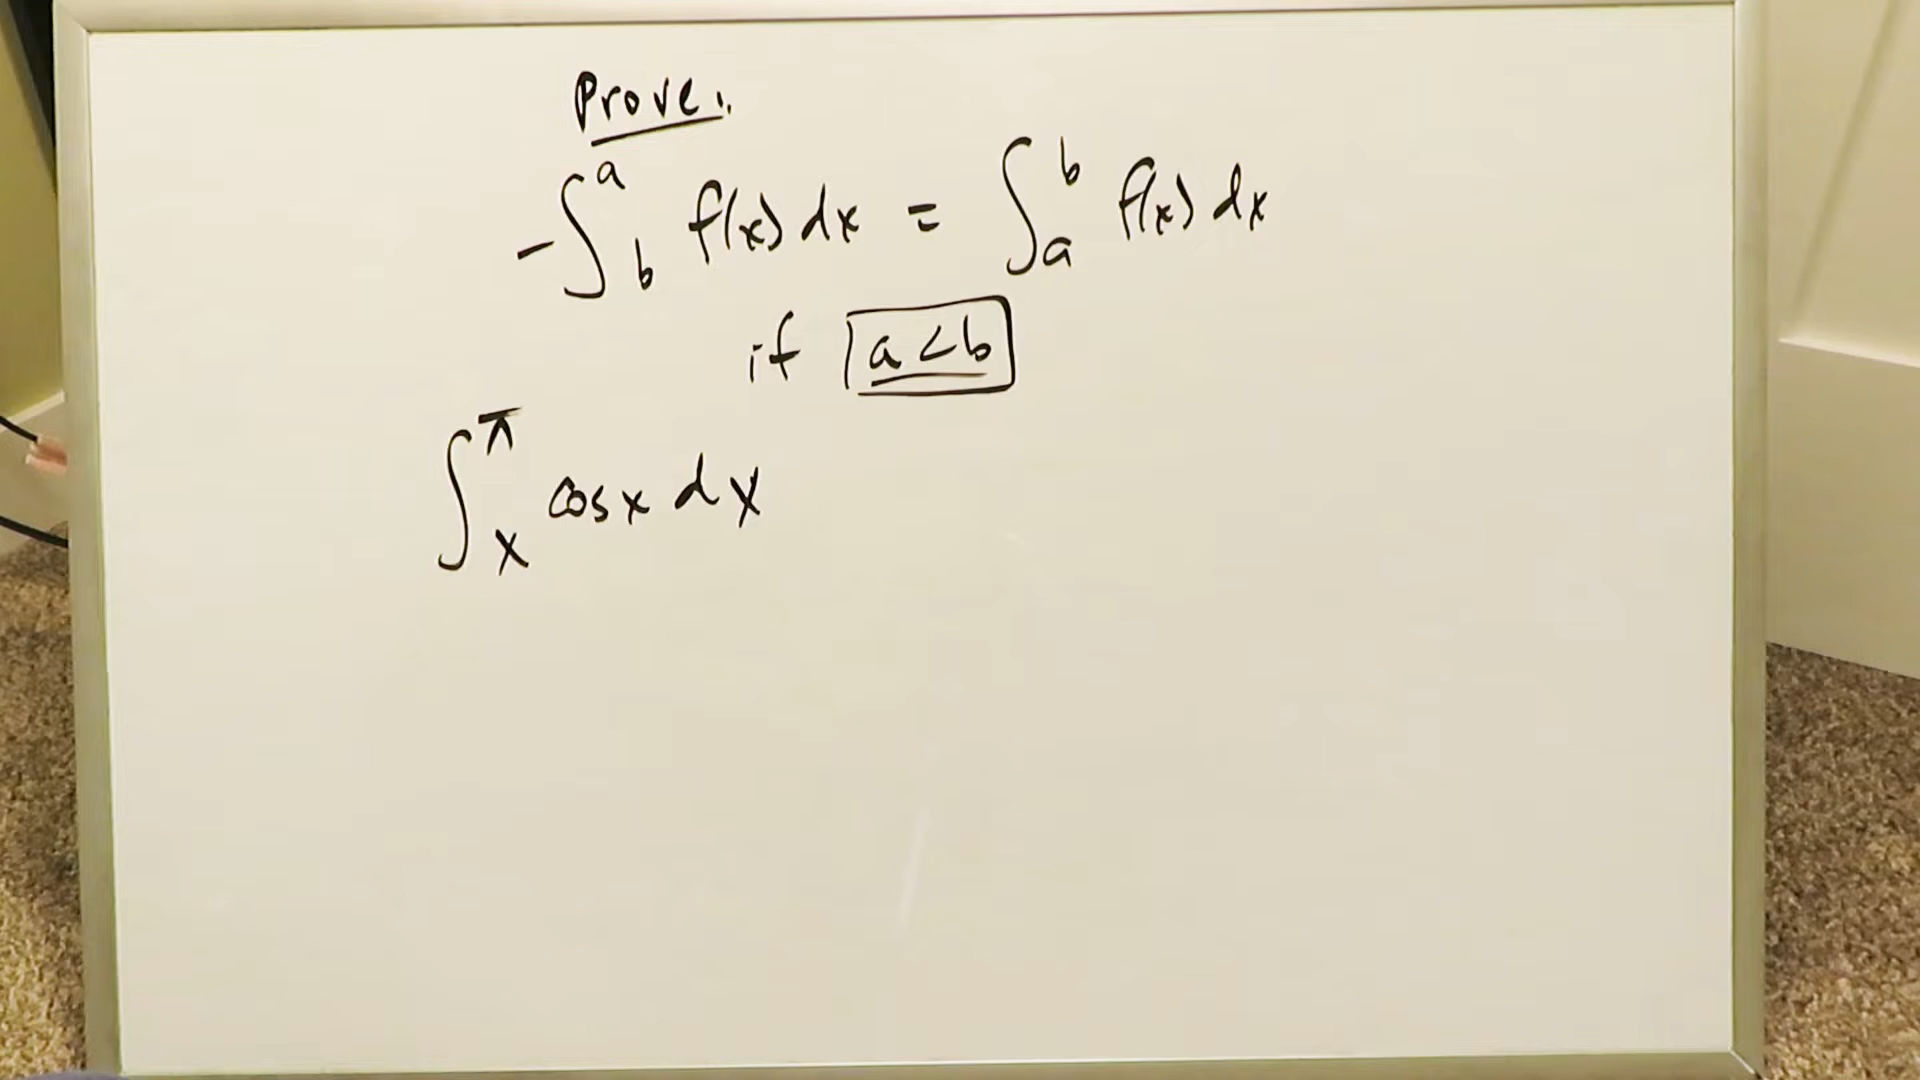 Prove:
-∫_b^a f(x) dx = ∫_a^b f(x) dx
if a < b
∫_x^π cos x dx